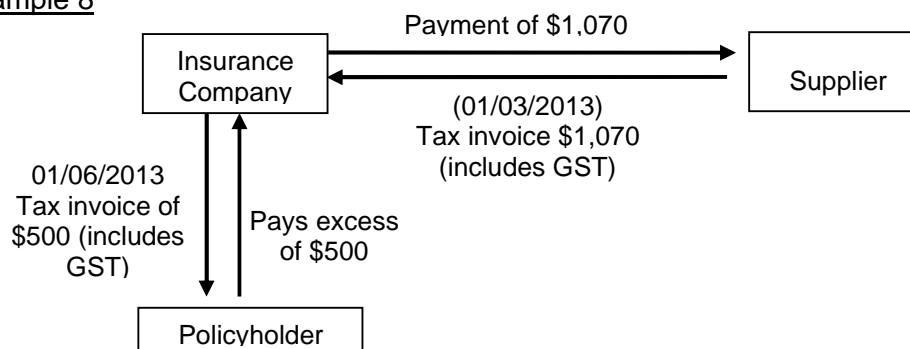 ample 8
Payment of $1,070
Insurance
Company
Supplier
(01/03/2013)
Tax invoice $1,070
(includes GST)
01/06/2013
Tax invoice of
$500 (includes
GST)
Pays excess
of $500
Policyholder